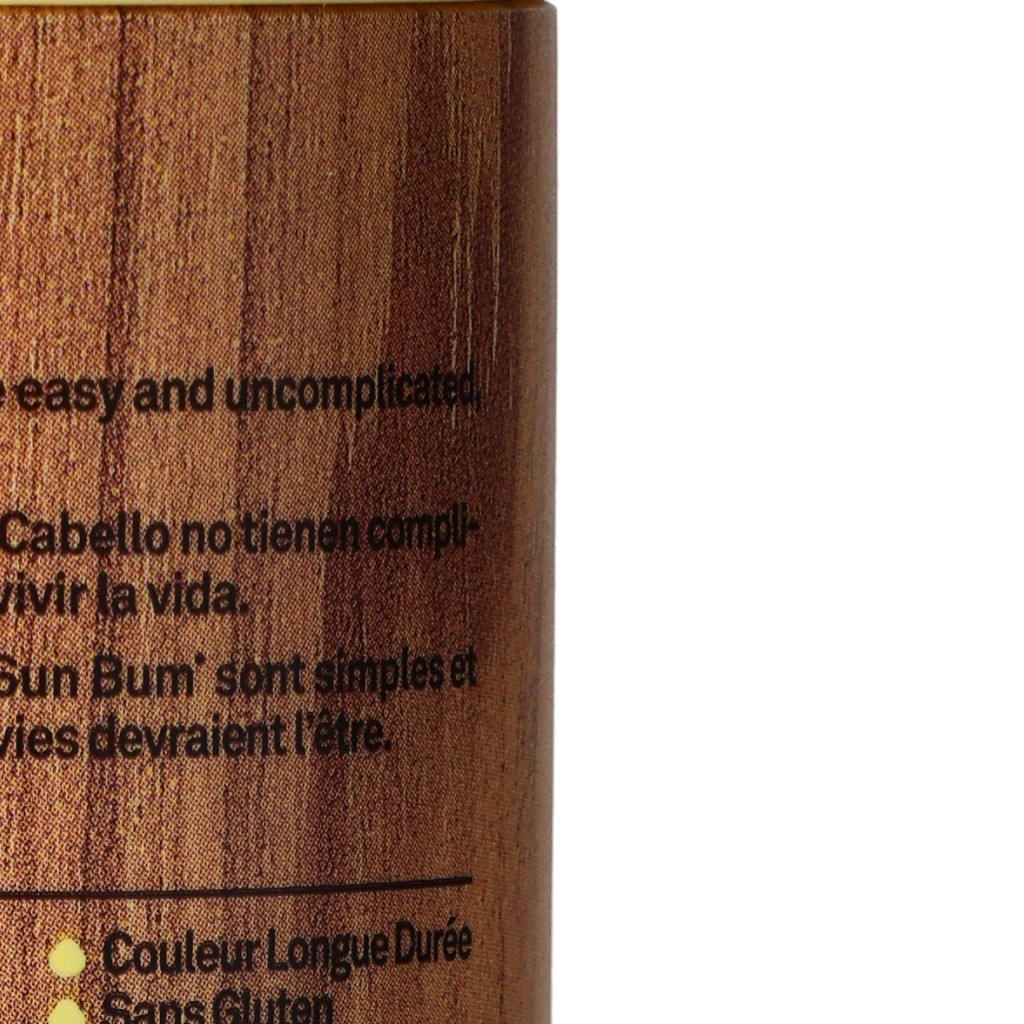 easy and uncomplicated,
Cabello no tienen compli-
vivir la vida.
Sun Bum* sont simples et
vies devraient l'être.
Couleur Longue Durée
Sans Gluten